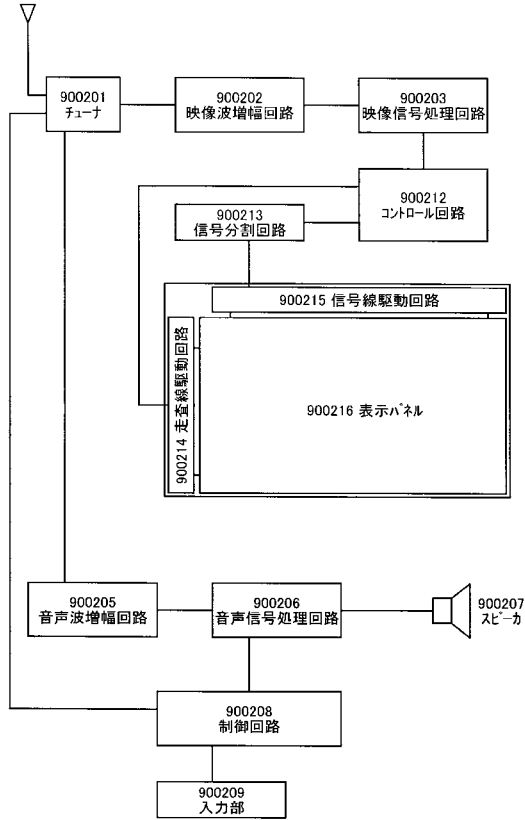 900201
チューナ
900202
映像波増幅回路
900203
映像信号処理回路
900212
コントロール回路
900213
信号分割回路
900215 信号線駆動回路
900214 走査線駆動回路
900216 表示パネル
900205
音声波増幅回路
900206
音声信号処理回路
900207
スピーカ
900208
制御回路
900209
入力部